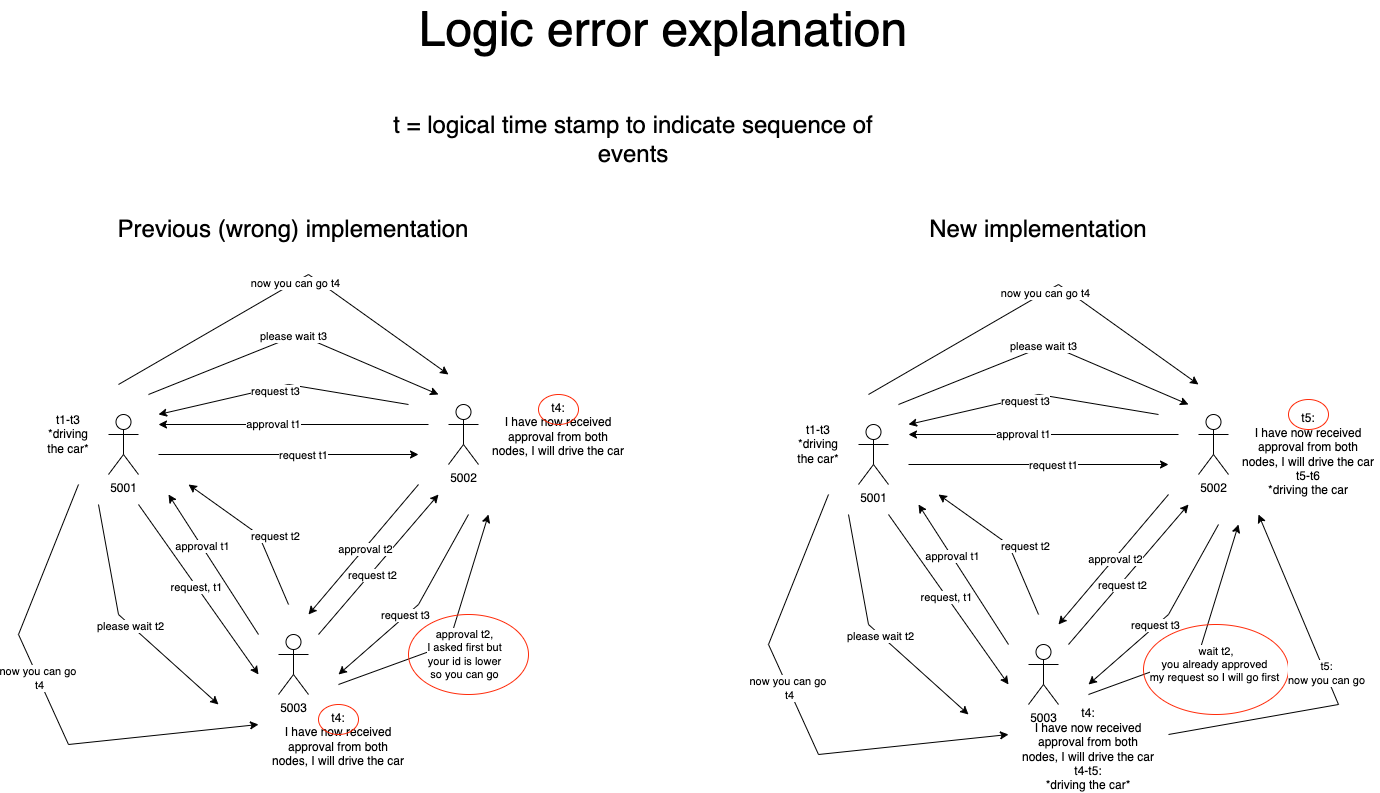 Logic error explanation
t = logical time stamp to indicate sequence of
events
Previous (wrong) implementation
now you can go t4
please wait t3
request t3
approval t1
request t1
t1-t3
*driving
the car*
5001
5002
t4:
I have now received
approval from both
nodes, I will drive the car
request t2
approval t1
request, t1
please wait t2
now you can go
t4
approval t2
request t2
request t3
approval t2,
I asked first but
your id is lower
so you can go
5003
t4:
I have now received
approval from both
nodes, I will drive the car
New implementation
now you can go t4
please wait t3
request t3
approval t1
request t1
t1-t3
*driving
the car*
5001
5002
t5:
I have now received
approval from both
nodes, I will drive the car
t5-t6
*driving the car
request t2
approval t1
request, t1
please wait t2
now you can go
t4
approval t2
request t2
request t3
wait t2,
you already approved
my request so I will go first
t5:
now you can go
5003
t4:
I have now received
approval from both
nodes, I will drive the car
t4-t5:
*driving the car*